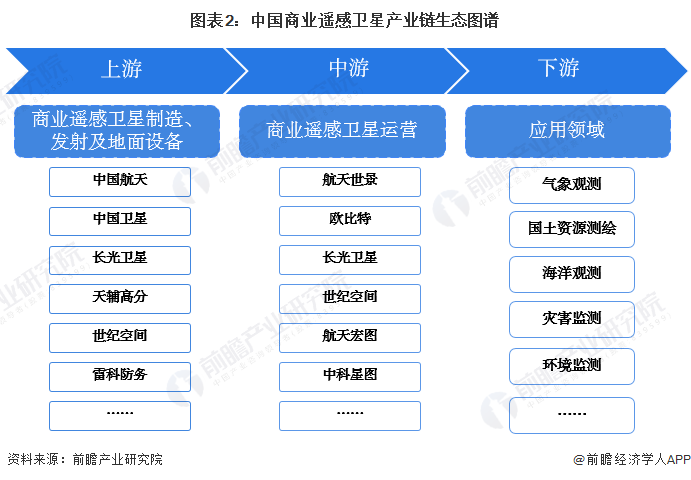 图表2：中国商业遥感卫星产业链生态图谱
上游
中游
下游
商业遥感卫星制造、
发射及地面设备
商业遥感卫星运营
应用领域
中国航天
中国卫星
长光卫星
天辅高分
世纪空间
雷科防务
……
航天世景
欧比特
长光卫星
世纪空间
航天宏图
中科星图
……
气象观测
国土资源测绘
海洋观测
灾害监测
环境监测
……
资料来源：前瞻产业研究院
@前瞻经济学人APP